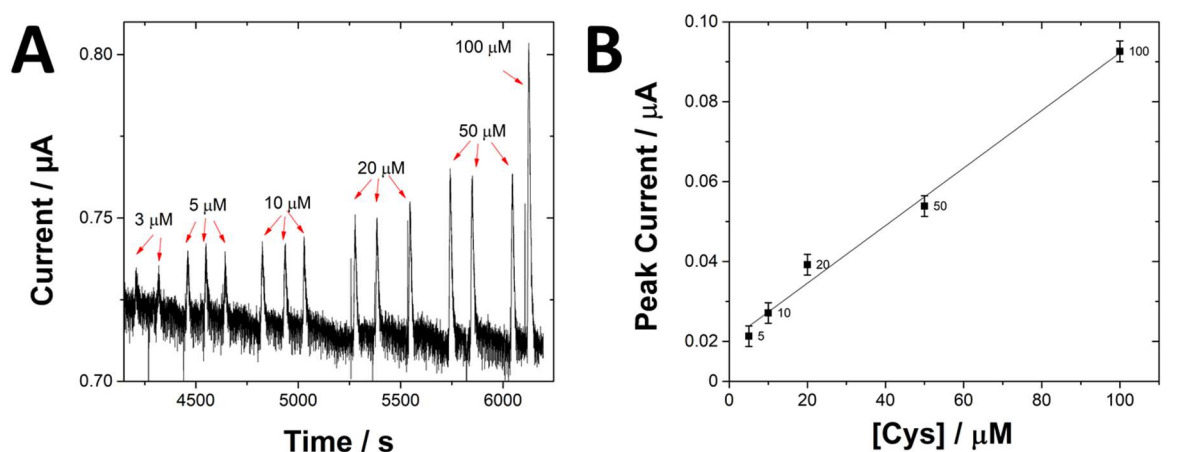 A
Current / µA
0.80
0.75
0.70
3 µM
5 µM
10 µM
20 µM
50 µM
100 µM
4500 5000 5500 6000
Time / s
B
Peak Current / µA
0.10
0.08
0.06
0.04
0.02
0
5
10
20
50
100
0 20 40 60 80 100
[Cys] / µM